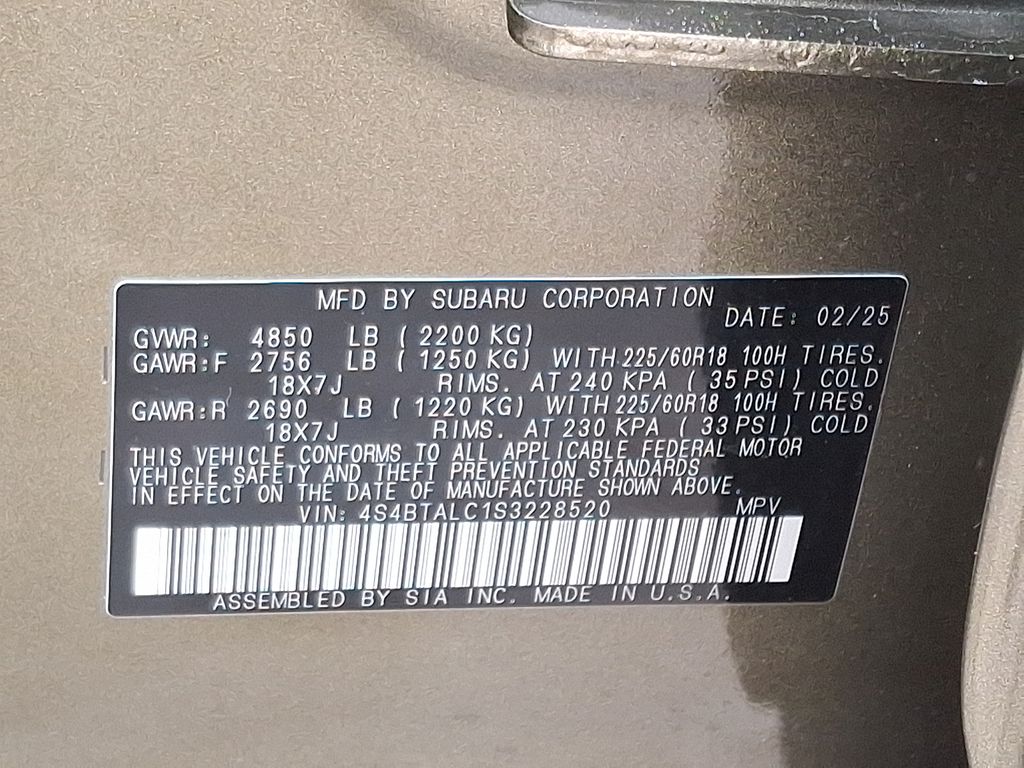 MFD BY SUBARU CORPORATION
DATE: 02/25
GVWR: 4850 LB ( 2200 KG)
GAWR:F 2756 LB ( 1250 KG) WITH 225/60R18 100H TIRES.
18X7J RIMS. AT 240 KPA ( 35 PSI) COLD
GAWR:R 2690 LB ( 1220 KG) WITH 225/60R18 100H TIRES.
18X7J RIMS. AT 230 KPA ( 33 PSI) COLD
THIS VEHICLE CONFORMS TO ALL APPLICABLE FEDERAL MOTOR
VEHICLE SAFETY AND THEFT PREVENTION STANDARDS
IN EFFECT ON THE DATE OF MANUFACTURE SHOWN ABOVE.
VIN: 4S4BTALC1S3228520 MPV
ASSEMBLED BY SIA INC. MADE IN U.S.A.